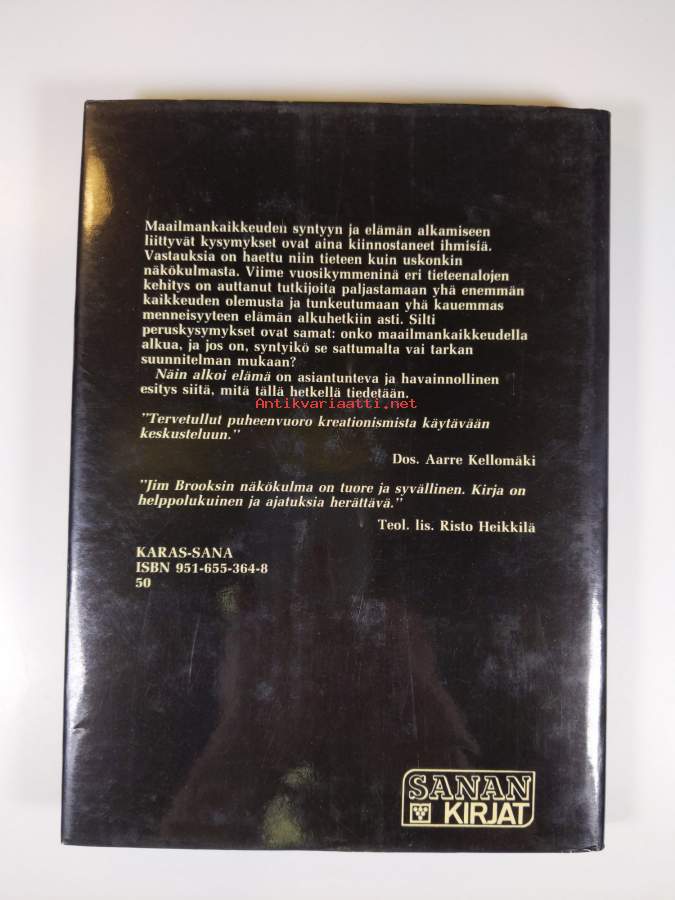 Maailmankaikkeuden syntyyn ja elämän alkamiseen
liittyvät kysymykset ovat aina kiinnostaneet ihmisiä.
Vastauksia on haettu niin tieteen kuin uskonkin
näkökulmasta. Viime vuosikymmeninä eri tieteenalojen
kehitys on auttanut tutkijoita paljastamaan yhä enemmän
kaikkeuden olemusta ja tunkeutumaan yhä kauemmas
menneisyyteen elämän alkuhetkiin asti. Silti
peruskysymykset ovat samat: onko maailmankaikkeudella
alkua, ja jos on, syntyikö se sattumalta vai tarkan
suunnitelman mukaan?
Näin alkoi elämä on asiantunteva ja havainnollinen
esitys siitä, mitä tällä hetkellä tiedetään.
Antikvariaatti.net
"Tervetullut puheenvuoro kreationismista käytävään
keskusteluun."
Dos. Aarre Kellomäki
"Jim Brooksin näkökulma on tuore ja syvällinen. Kirja on
helppolukuinen ja ajatuksia herättävä."
Teol. lis. Risto Heikkilä
KARAS-SANA
ISBN 951-655-364-8
50
SANAN
KIRJAT